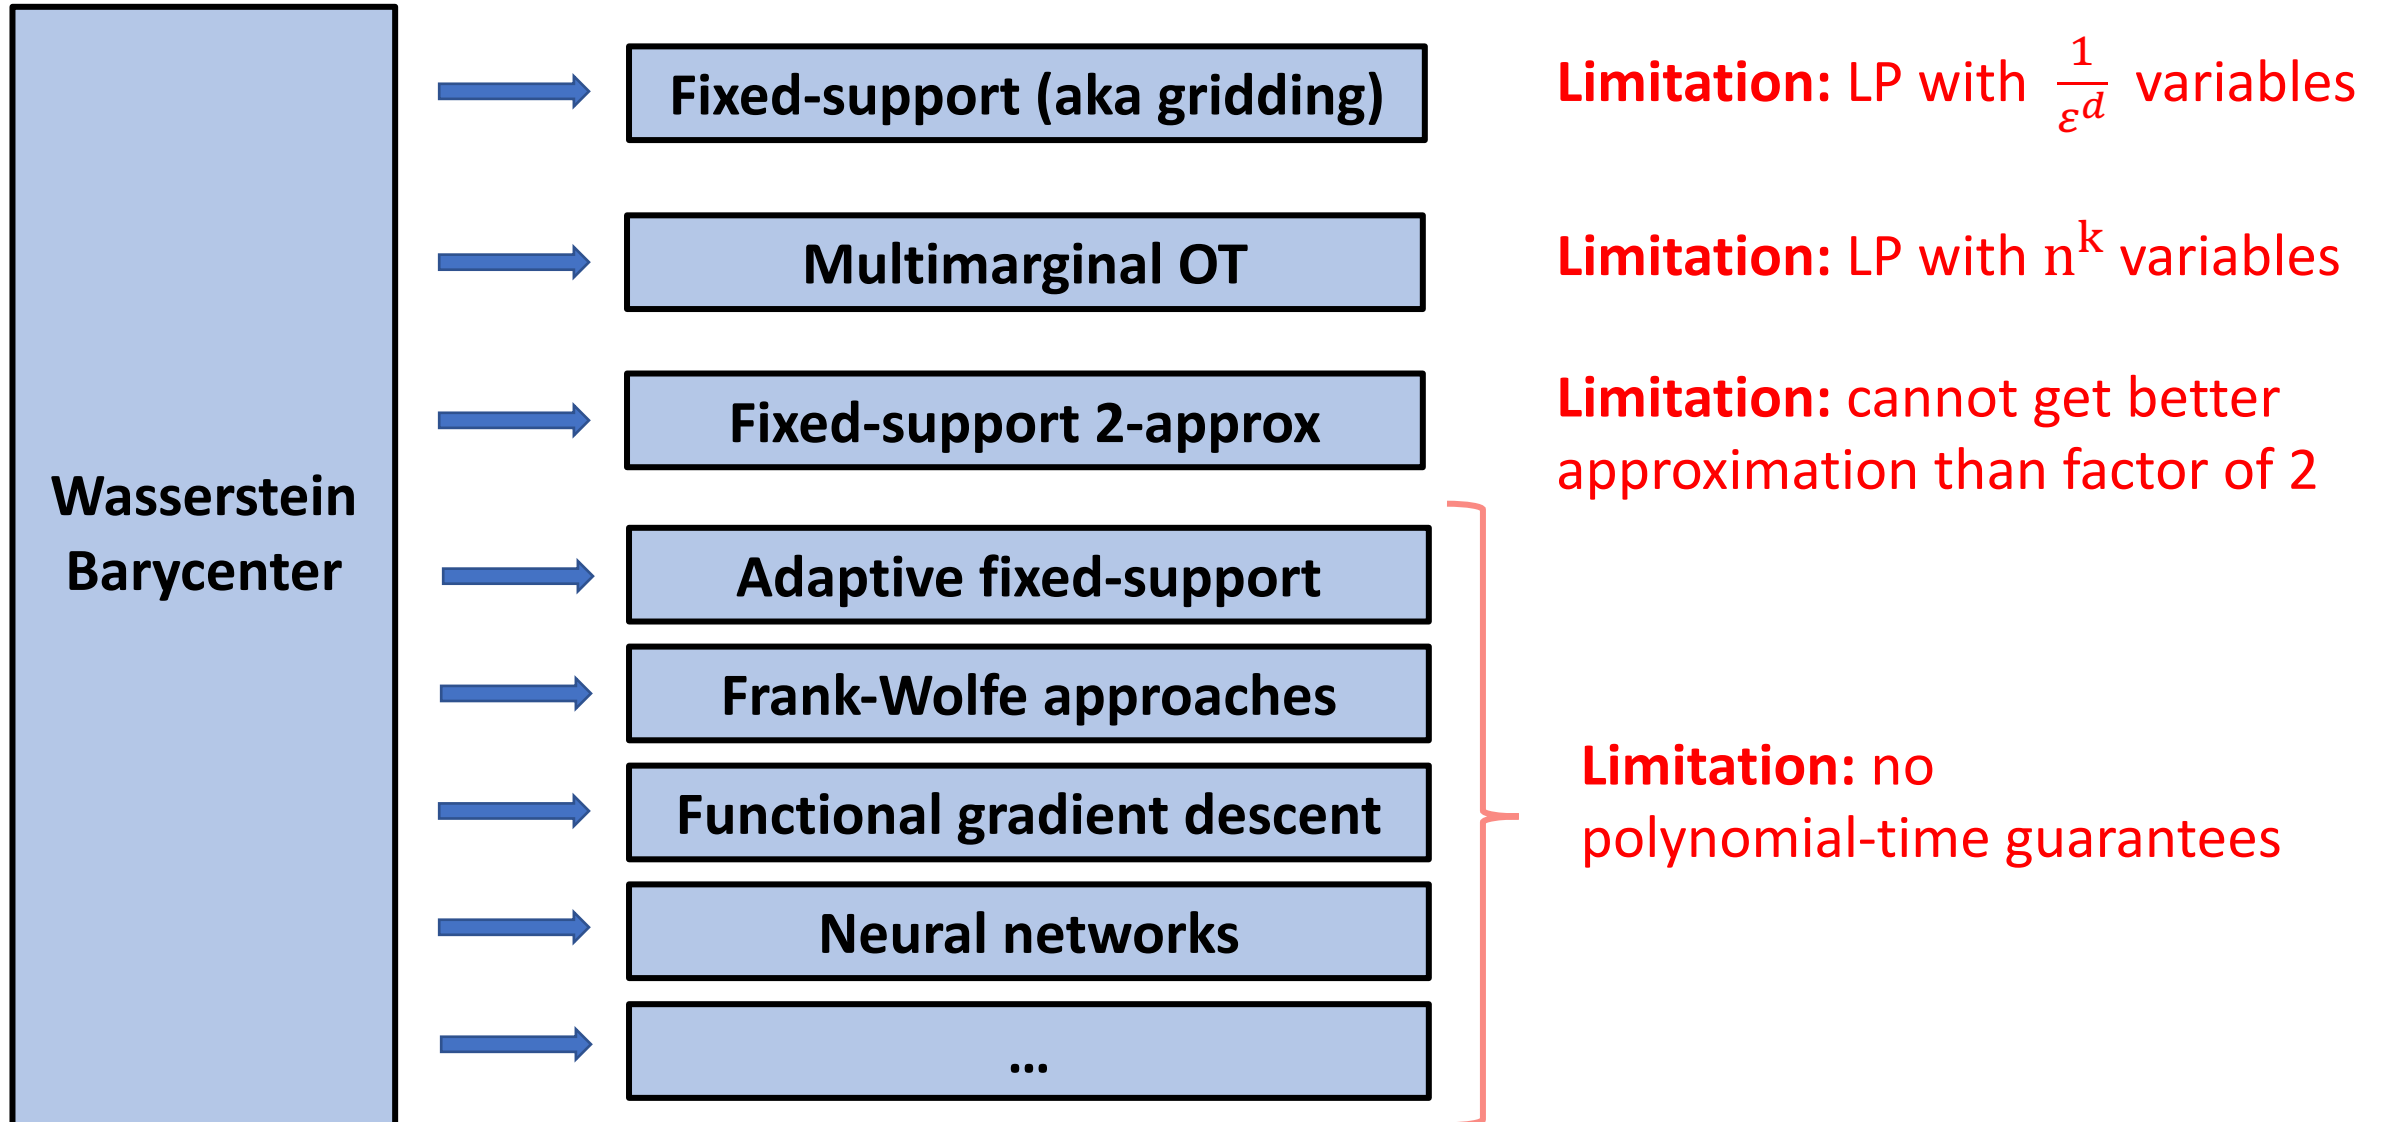 Wasserstein
Barycenter
Fixed-support (aka gridding)
Limitation: LP with 1/ε^d variables
Multimarginal OT
Limitation: LP with n^k variables
Fixed-support 2-approx
Limitation: cannot get better
approximation than factor of 2
Adaptive fixed-support
Frank-Wolfe approaches
Functional gradient descent
Neural networks
...
Limitation: no
polynomial-time guarantees